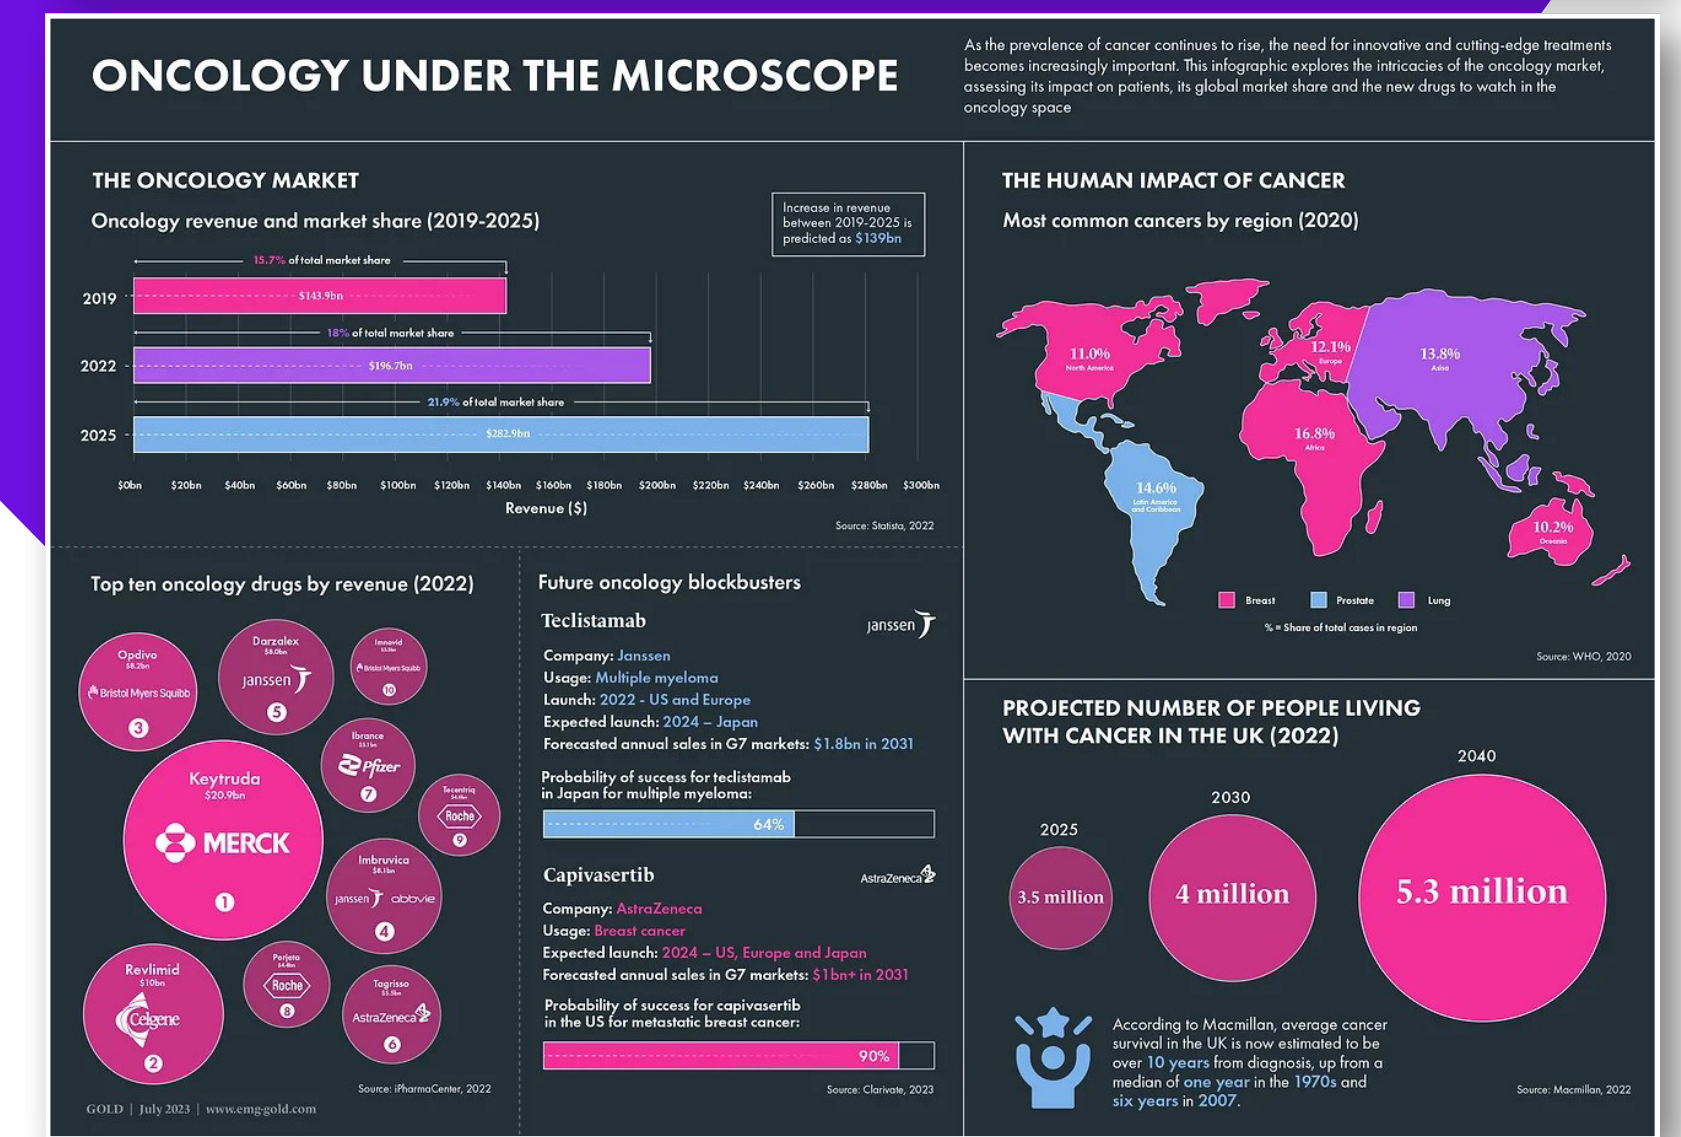 ONCOLOGY UNDER THE MICROSCOPE
As the prevalence of cancer continues to rise, the need for innovative and cutting-edge treatments
becomes increasingly important. This infographic explores the intricacies of the oncology market,
assessing its impact on patients, its global market share and the new drugs to watch in the
oncology space
THE ONCOLOGY MARKET
Oncology revenue and market share (2019-2025)
Increase in revenue
between 2019-2025 is
predicted as $139bn
15.7% of total market share
2019
$143.9bn
18% of total market share
2022
$196.7bn
21.9% of total market share
2025
$282.9bn
$0bn $20bn $40bn $60bn $80bn $100bn $120bn $140bn $160bn $180bn $200bn $220bn $240bn $260bn $280bn $300bn
Revenue ($)
Source: Statista, 2022
Top ten oncology drugs by revenue (2022)
Opdivo
$8.2bn
Bristol Myers Squibb
3
Darzalex
$8.0bn
janssen
5
Imnovid
Bristol Myers Squibb
10
Keytruda
$20.9bn
MERCK
1
Ibrance
$5.1bn
Pfizer
7
Tecentriq
Roche
9
Imbruvica
$8.1bn
janssen abbvie
4
Revlimid
$10bn
Celgene
2
Perjeta
$4.4bn
Roche
8
Tagrisso
$5.5bn
AstraZeneca
6
Source: iPharmaCenter, 2022
GOLD | July 2023 | www.emg-gold.com
Future oncology blockbusters
Teclistamab
janssen
Company: Janssen
Usage: Multiple myeloma
Launch: 2022 - US and Europe
Expected launch: 2024 – Japan
Forecasted annual sales in G7 markets: $1.8bn in 2031
Probability of success for teclistamab
in Japan for multiple myeloma:
64%
Capivasertib
AstraZeneca
Company: AstraZeneca
Usage: Breast cancer
Expected launch: 2024 – US, Europe and Japan
Forecasted annual sales in G7 markets: $1bn+ in 2031
Probability of success for capivasertib
in the US for metastatic breast cancer:
90%
Source: Clarivate, 2023
THE HUMAN IMPACT OF CANCER
Most common cancers by region (2020)
11.0%
North America
12.1%
Europe
13.8%
Asisa
16.8%
Africa
14.6%
Latin America
and Caribbean
10.2%
Oceania
Breast Prostate Lung
% = Share of total cases in region
Source: WHO, 2020
PROJECTED NUMBER OF PEOPLE LIVING
WITH CANCER IN THE UK (2022)
2025
3.5 million
2030
4 million
2040
5.3 million
According to Macmillan, average cancer
survival in the UK is now estimated to be
over 10 years from diagnosis, up from a
median of one year in the 1970s and
six years in 2007.
Source: Macmillan, 2022